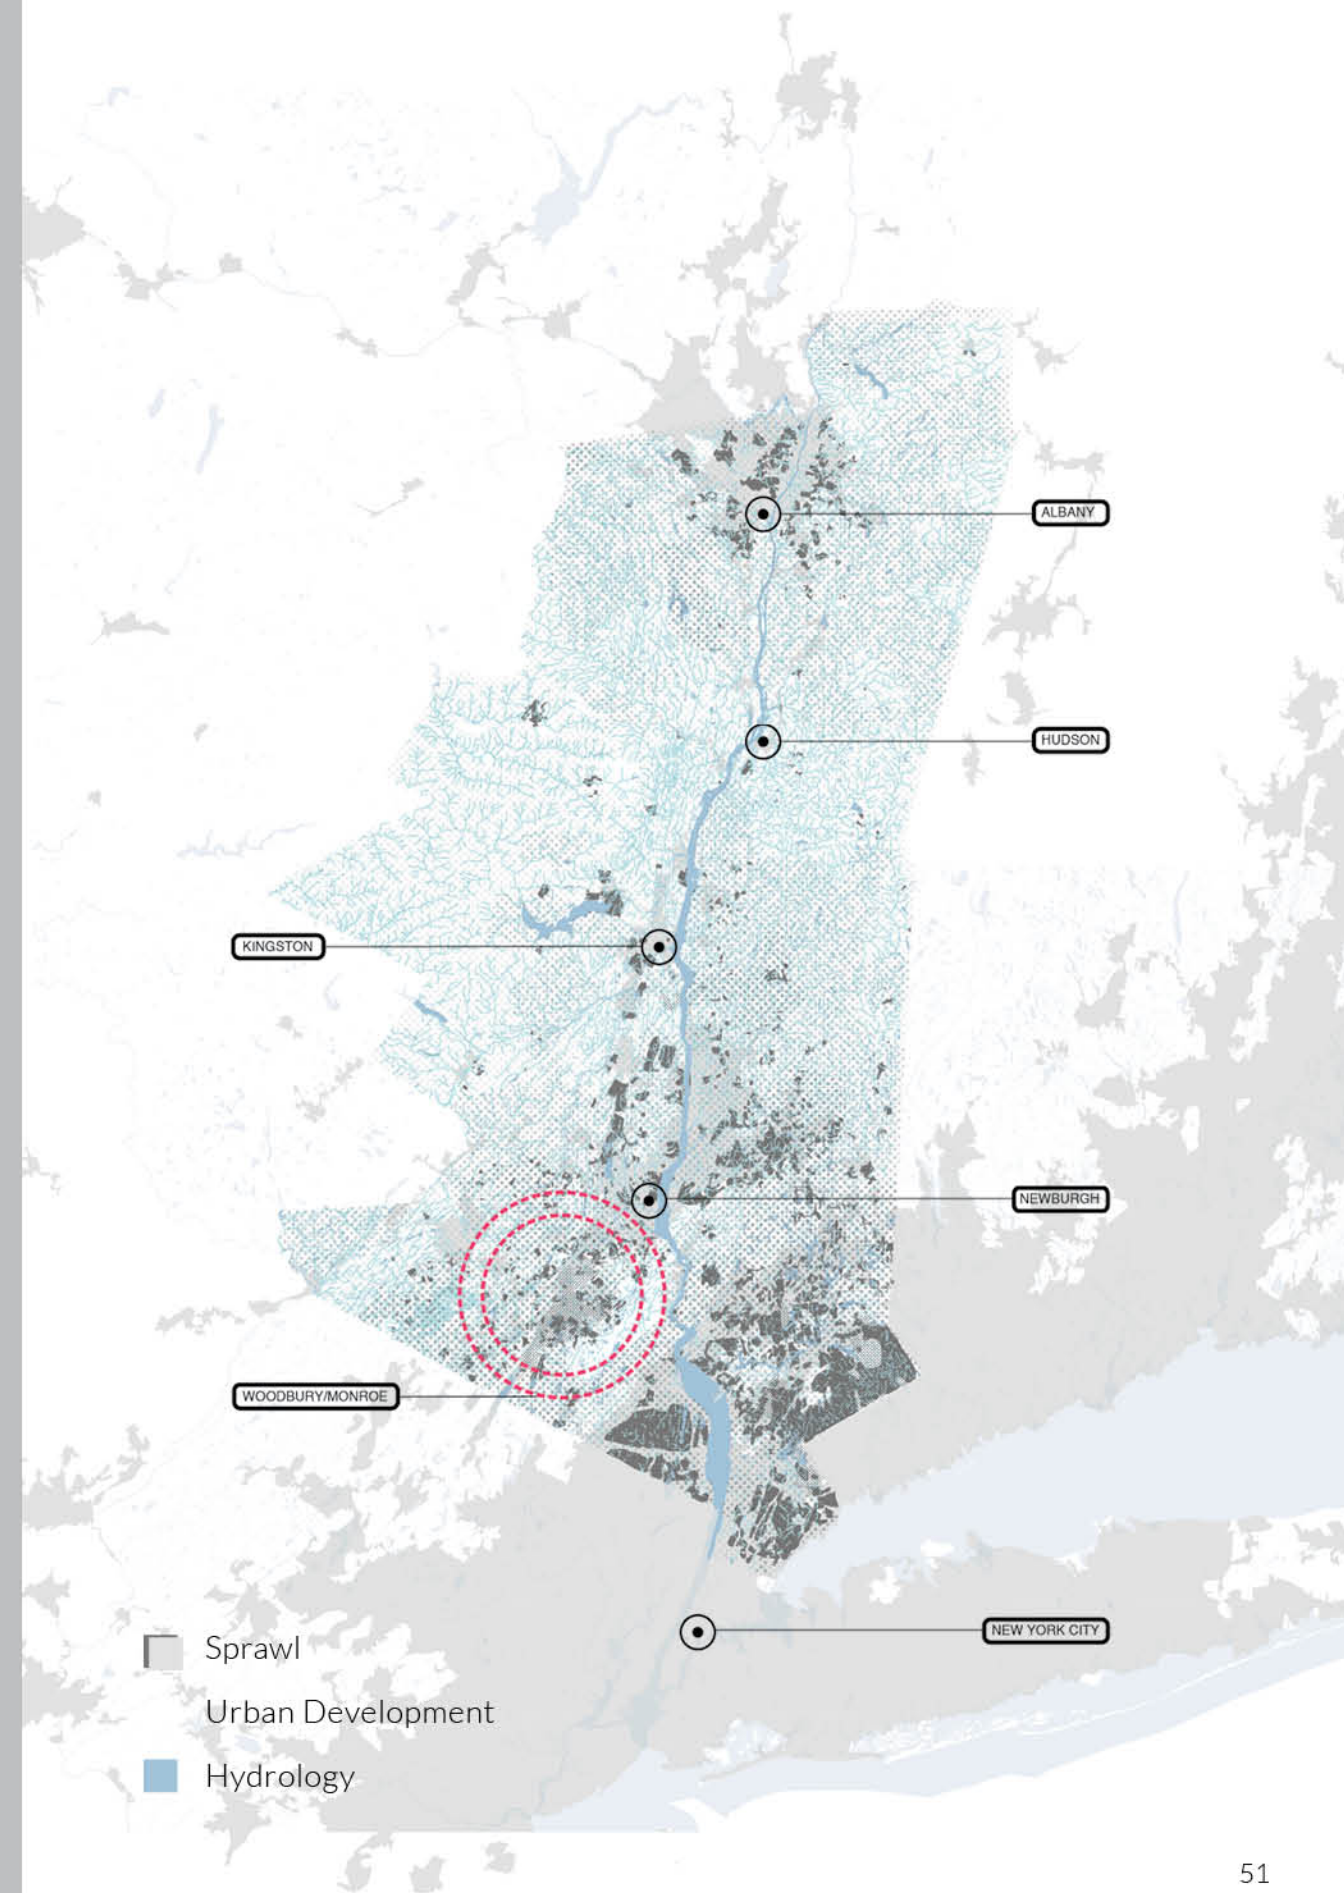 ALBANY
HUDSON
KINGSTON
NEWBURGH
WOODBURY/MONROE
NEW YORK CITY
Sprawl
Urban Development
Hydrology
51